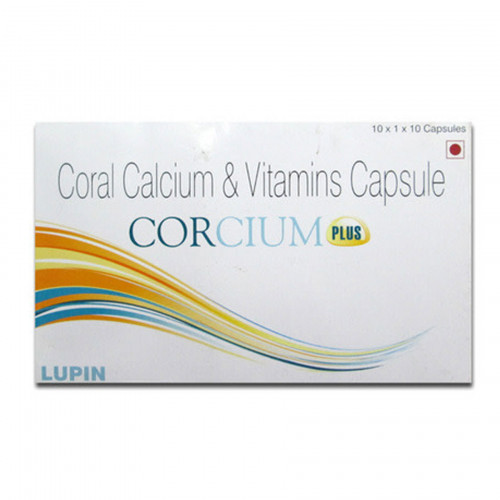 10 x 1 x 10 Capsules
Coral Calcium & Vitamins Capsule
CORCIUM PLUS
LUPIN